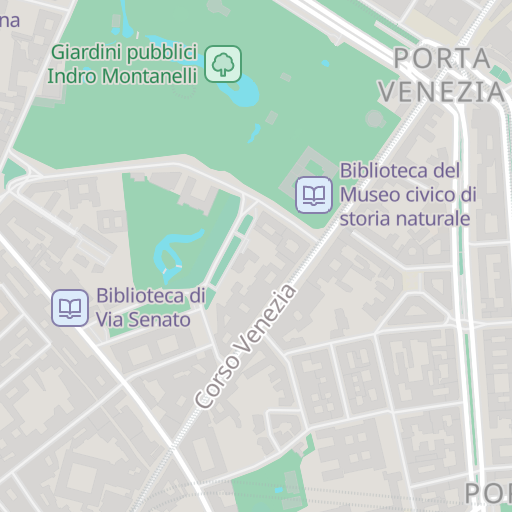 na
Giardini pubblici
Indro Montanelli
PORTA
VENEZIA
Biblioteca del
Museo civico di
storia naturale
Biblioteca di
Via Senato
Corso Venezia
POR